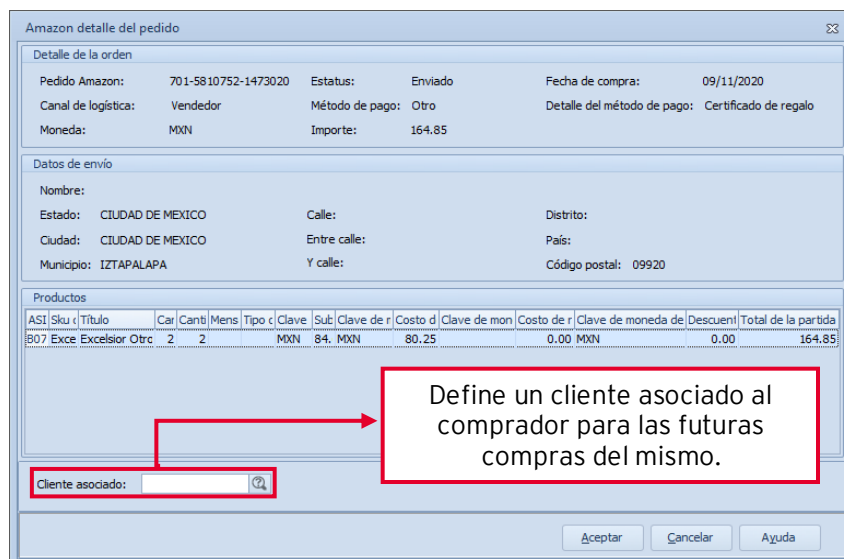 Amazon detalle del pedido
Detalle de la orden
Pedido Amazon: 701-5810752-1473020 Estatus: Enviado Fecha de compra: 09/11/2020
Canal de logística: Vendedor Método de pago: Otro Detalle del método de pago: Certificado de regalo
Moneda: MXN Importe: 164.85
Datos de envío
Nombre:
Estado: CIUDAD DE MEXICO Calle: Distrito:
Ciudad: CIUDAD DE MEXICO Entre calle: País:
Municipio: IZTAPALAPA Y calle: Código postal: 09920
Productos
ASI Sku Título Car Canti Mens Tipo Clave Sub Clave de r Costo d Clave de mon Costo de r Clave de moneda de Descuent Total de la partida
B07 Exce Excelsior Otro 2 2 MXN 84. MXN 80.25 0.00 MXN 0.00 164.85
Define un cliente asociado al
comprador para las futuras
compras del mismo.
Cliente asociado:
Aceptar Cancelar Ayuda